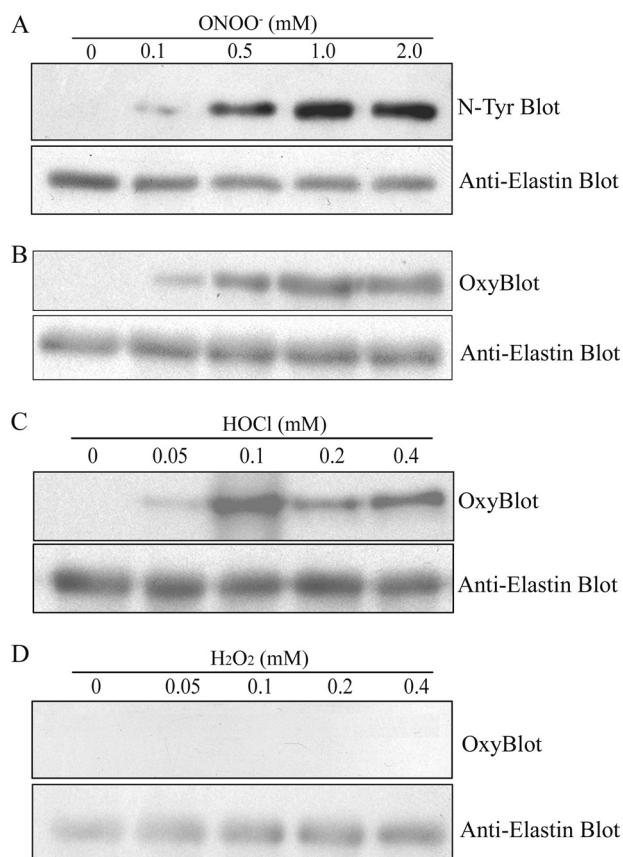 A
ONOO⁻ (mM)
0 0.1 0.5 1.0 2.0
N-Tyr Blot
Anti-Elastin Blot
B
OxyBlot
Anti-Elastin Blot
C
HOCl (mM)
0 0.05 0.1 0.2 0.4
OxyBlot
Anti-Elastin Blot
D
H₂O₂ (mM)
0 0.05 0.1 0.2 0.4
OxyBlot
Anti-Elastin Blot